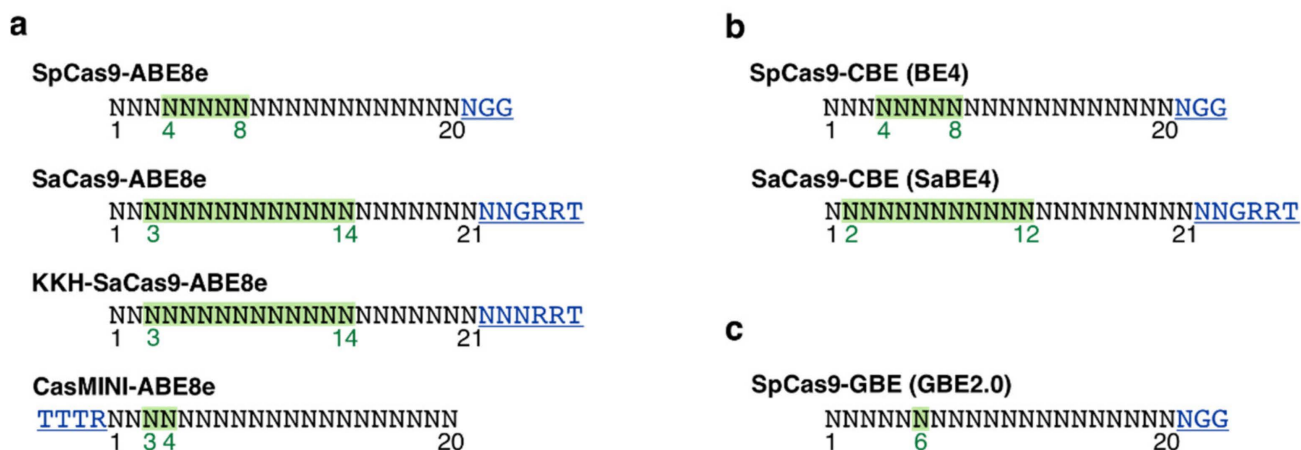 a
SpCas9-ABE8e
NNNNNNNNNNNNNNNNNNNNNGG
1 4 8 20
SaCas9-ABE8e
NNNNNNNNNNNNNNNNNNNNNNNGRRT
1 3 14 21
KKH-SaCas9-ABE8e
NNNNNNNNNNNNNNNNNNNNNNNNRRT
1 3 14 21
CasMINI-ABE8e
TTTRNNNNNNNNNNNNNNNNNNNN
1 3 4 20
b
SpCas9-CBE (BE4)
NNNNNNNNNNNNNNNNNNNNNGG
1 4 8 20
SaCas9-CBE (SaBE4)
NNNNNNNNNNNNNNNNNNNNNNNGRRT
1 2 12 21
c
SpCas9-GBE (GBE2.0)
NNNNNNNNNNNNNNNNNNNNNGG
1 6 20